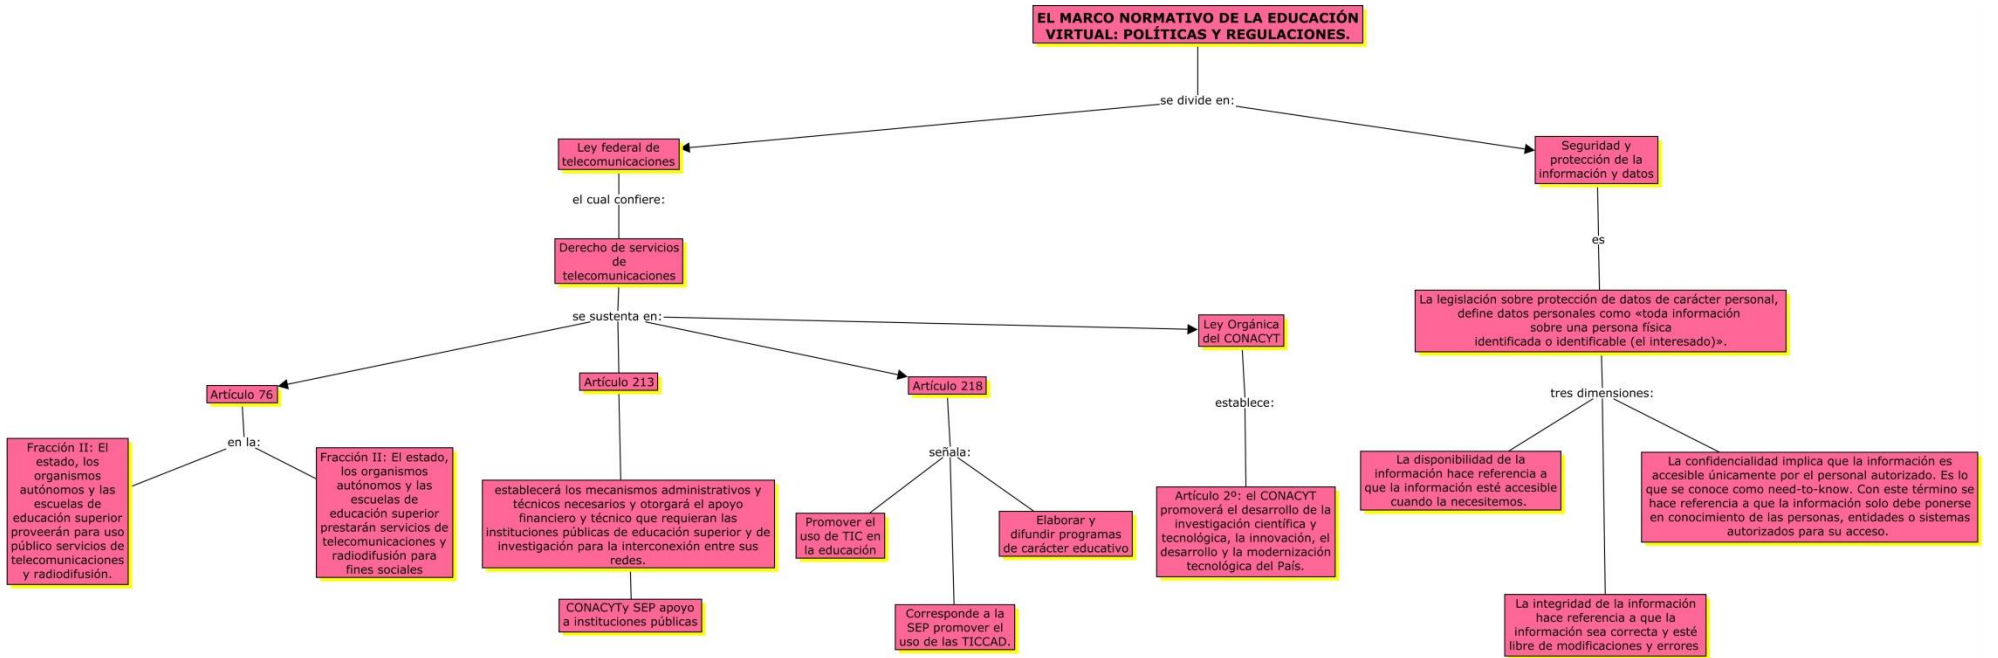 EL MARCO NORMATIVO DE LA EDUCACIÓN
VIRTUAL: POLÍTICAS Y REGULACIONES.
se divide en:
Ley federal de
telecomunicaciones
el cual confiere:
Derecho de servicios
de
telecomunicaciones
se sustenta en:
Artículo 76
en la:
Fracción II: El
estado, los
organismos
autónomos y las
escuelas de
educación superior
proveerán para uso
público servicios de
telecomunicaciones
y radiodifusión.
Fracción II: El estado,
los organismos
autónomos y las
escuelas de
educación superior
prestarán servicios de
telecomunicaciones y
radiodifusión para
fines sociales
Artículo 213
establecerá los mecanismos administrativos y
técnicos necesarios y otorgará el apoyo
financiero y técnico que requieran las
instituciones públicas de educación superior y de
investigación para la interconexión entre sus
redes.
CONACYTy SEP apoyo
a instituciones públicas
Artículo 218
señala:
Promover el
uso de TIC en
la educación
Corresponde a la
SEP promover el
uso de las TICCAD.
Elaborar y
difundir programas
de carácter educativo
Ley Orgánica
del CONACYT
establece:
Artículo 2º: el CONACYT
promoverá el desarrollo de la
investigación científica y
tecnológica, la innovación, el
desarrollo y la modernización
tecnológica del País.
Seguridad y
protección de la
información y datos
es
La legislación sobre protección de datos de carácter personal,
define datos personales como «toda información
sobre una persona física
identificada o identificable (el interesado)».
tres dimensiones:
La disponibilidad de la
información hace referencia a
que la información esté accesible
cuando la necesitemos.
La integridad de la información
hace referencia a que la
información sea correcta y esté
libre de modificaciones y errores
La confidencialidad implica que la información es
accesible únicamente por el personal autorizado. Es lo
que se conoce como need-to-know. Con este término se
hace referencia a que la información solo debe ponerse
en conocimiento de las personas, entidades o sistemas
autorizados para su acceso.